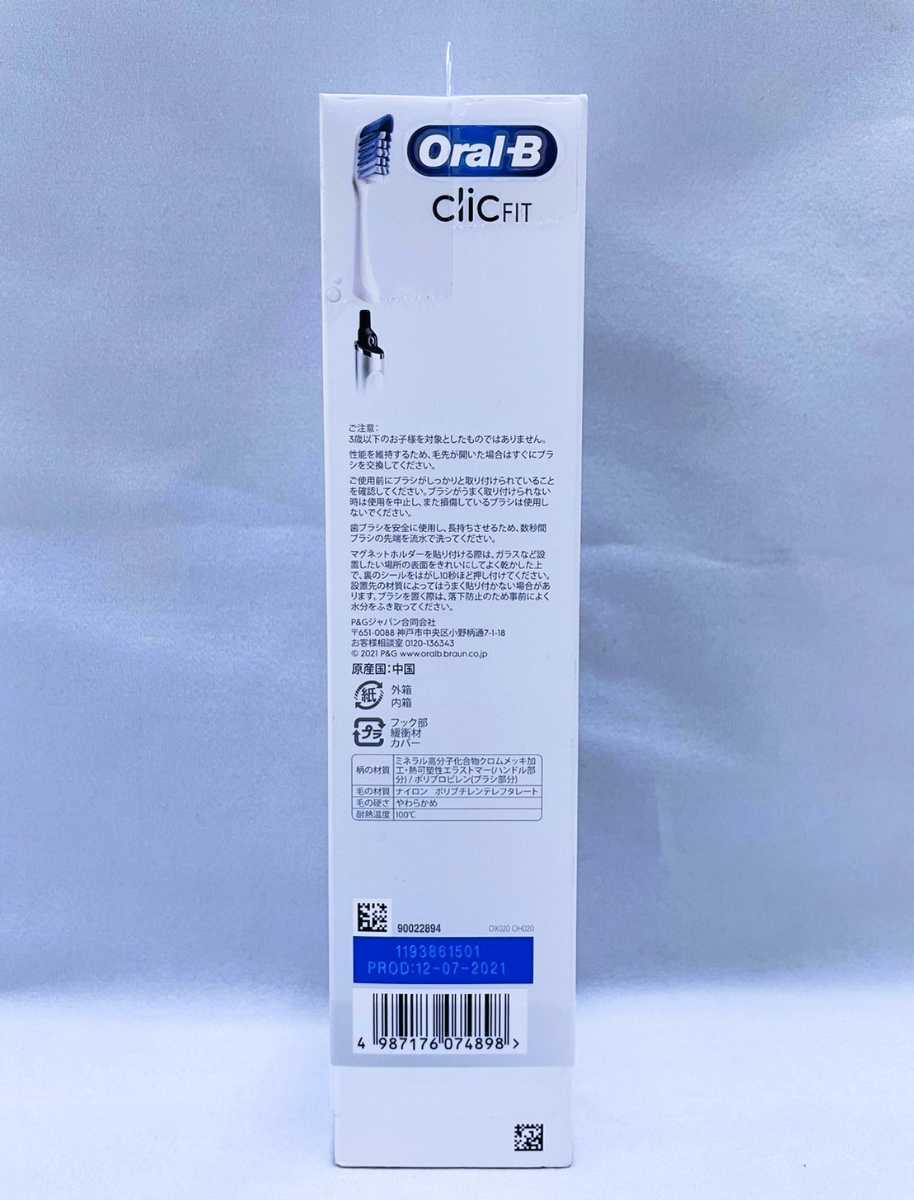 Oral-B
clic FIT
ご注意：
3歳以下のお子様を対象としたものではありません。
性能を維持するため、毛先が開いた場合はすぐにブラ
シを交換してください。
ご使用前にブラシがしっかりと取り付けられていること
を確認してください。ブラシがうまく取り付けられない
時は使用を中止し、また損傷しているブラシは使用し
ないでください。
歯ブラシを安全に使用し、長持ちさせるため、数秒間
ブラシの先端を流水で洗ってください。
マグネットホルダーを貼り付ける際は、ガラスなど設
置したい場所の表面をきれいにしてよく乾かした上
で、裏のシールをはがし10秒ほど押し付けてください。
設置先の材質によってはうまく貼り付かない場合があ
ります。ブラシを置く際は、落下防止のため事前によく
水分をふき取ってください。
P&Gジャパン合同会社
〒651-0088 神戸市中央区小野柄通7-1-18
お客様相談室 0120-136343
© 2021 P&G www.oralb.braun.co.jp
原産国：中国
紙 外箱
内箱
プラ フック部
緩衝材
カバー
柄の材質 ミネラル高分子化合物クロムメッキ加
工・熱可塑性エラストマー(ハンドル部
分) / ポリプロピレン(ブラシ部分)
毛の材質 ナイロン ポリブチレンテレフタレート
毛の硬さ やわらかめ
耐熱温度 100℃
90022894 OX020 OH020
1193861501
PROD:12-07-2021
4 987176 074898 >